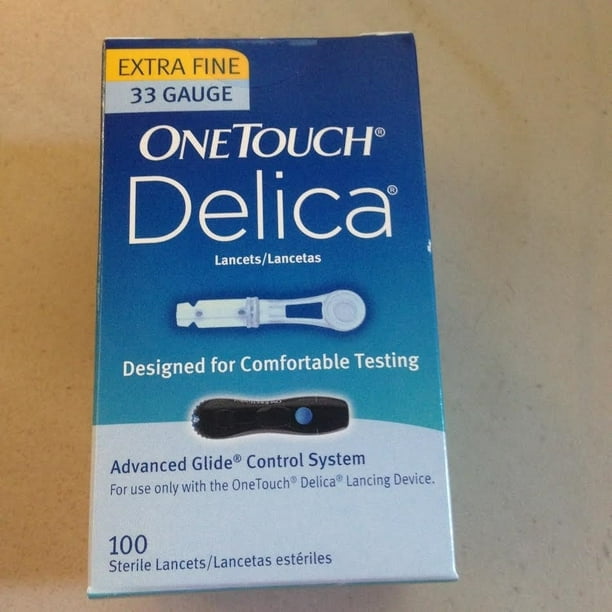 EXTRA FINE
33 GAUGE
ONETOUCH®
Delica®
Lancets/Lancetas
Designed for Comfortable Testing
Advanced Glide® Control System
For use only with the OneTouch® Delica® Lancing Device.
100
Sterile Lancets/Lancetas estériles